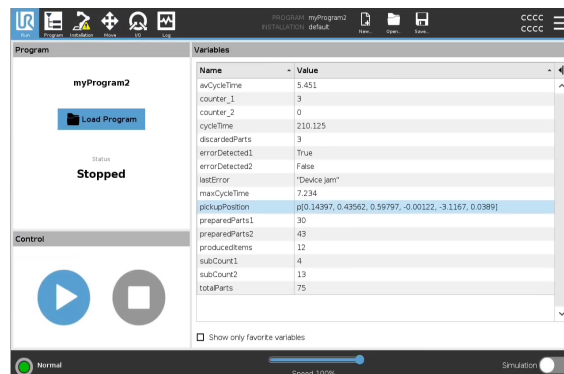 UR
PROGRAM myProgram2
INSTALLATION default
CCCC
CCCC
Run Program Installation Move I/O Log New... Open... Save...
Program
Variables
myProgram2
Load Program
Status
Stopped
Control
Name Value
avCycleTime 5.451
counter_1 3
counter_2 0
cycleTime 210.125
discardedParts 3
errorDetected1 True
errorDetected2 False
lastError "Device jam"
maxCycleTime 7.234
pickupPosition p[0.14397, 0.43562, 0.59797, -0.00122, -3.1167, 0.0389]
preparedParts1 30
preparedParts2 43
producedItems 12
subCount1 4
subCount2 13
totalParts 75
Show only favorite variables
Normal
Speed 100%
Simulation